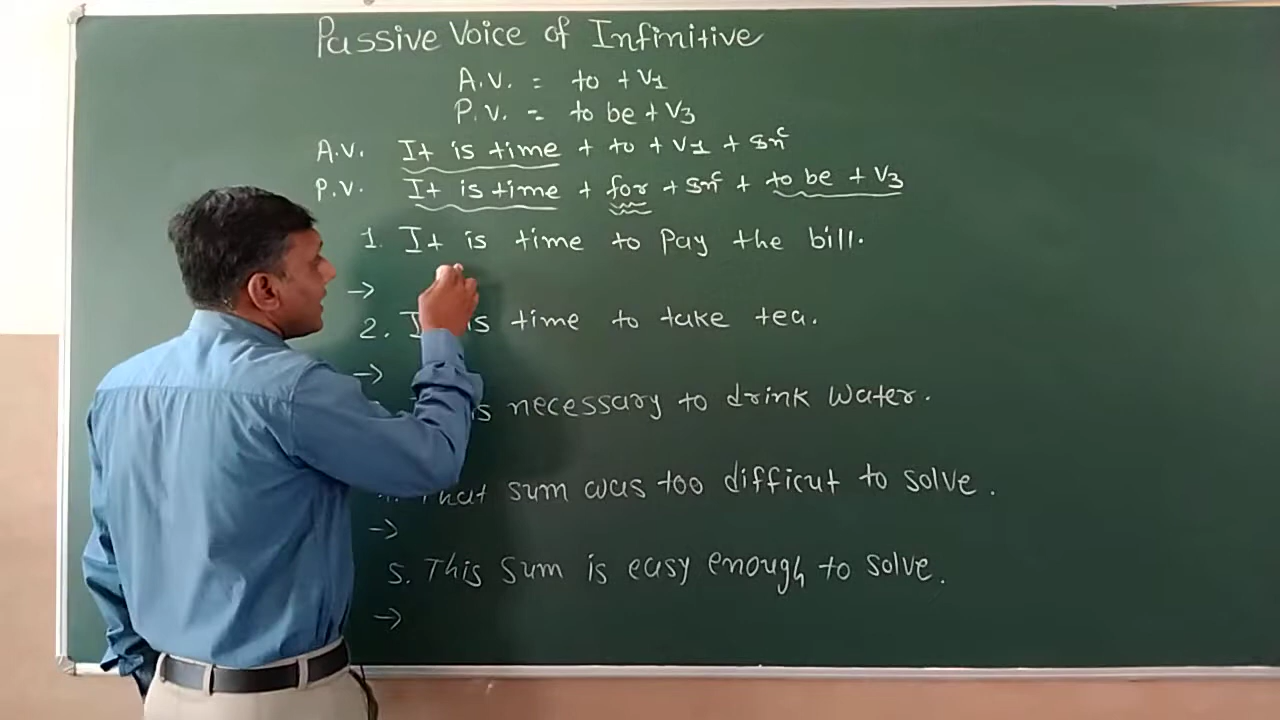 Passive Voice of Infinitive
A.V. = to + V1
P.V. = to be + V3
A.V. It is time + to + V1 +
P.V. It is time + for + + to be + V3
1. It is time to Pay the bill.
→
2. is time to take tea.
→
is necessary to drink water.
That sum was too difficut to solve.
→
5. This sum is easy enough to solve.
→